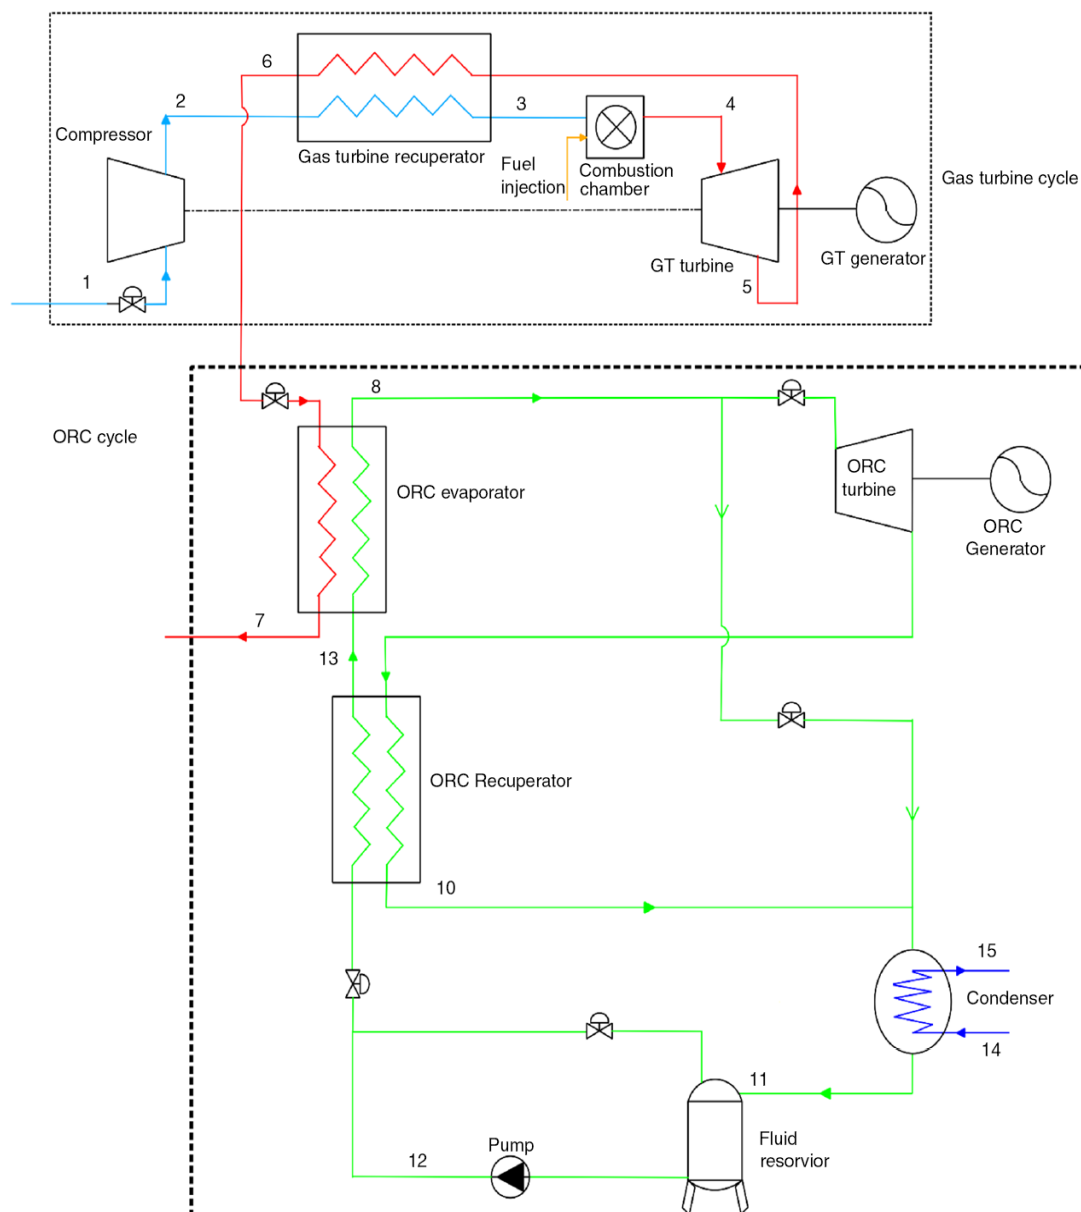 6
2
3
4
Compressor
Gas turbine recuperator
Fuel
injection
Combustion
chamber
Gas turbine cycle
GT turbine
GT generator
1
5
8
ORC cycle
ORC evaporator
ORC
turbine
ORC
Generator
7
13
ORC Recuperator
10
15
Condenser
14
11
Pump
12
Fluid
resorvior